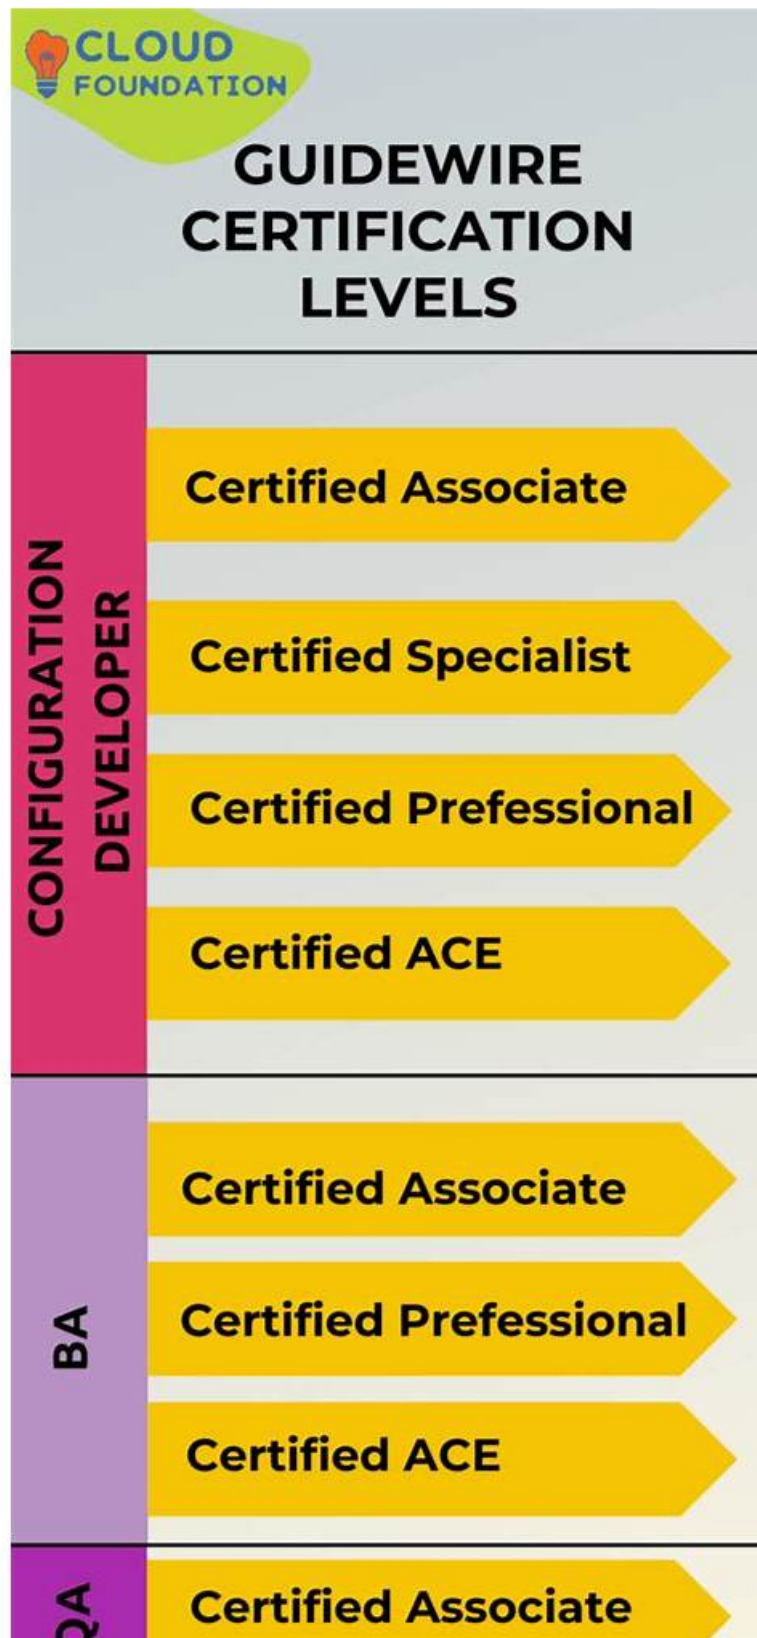 CLOUD
FOUNDATION
GUIDEWIRE
CERTIFICATION
LEVELS
CONFIGURATION
DEVELOPER
Certified Associate
Certified Specialist
Certified Prefessional
Certified ACE
BA
Certified Associate
Certified Prefessional
Certified ACE
QA
Certified Associate